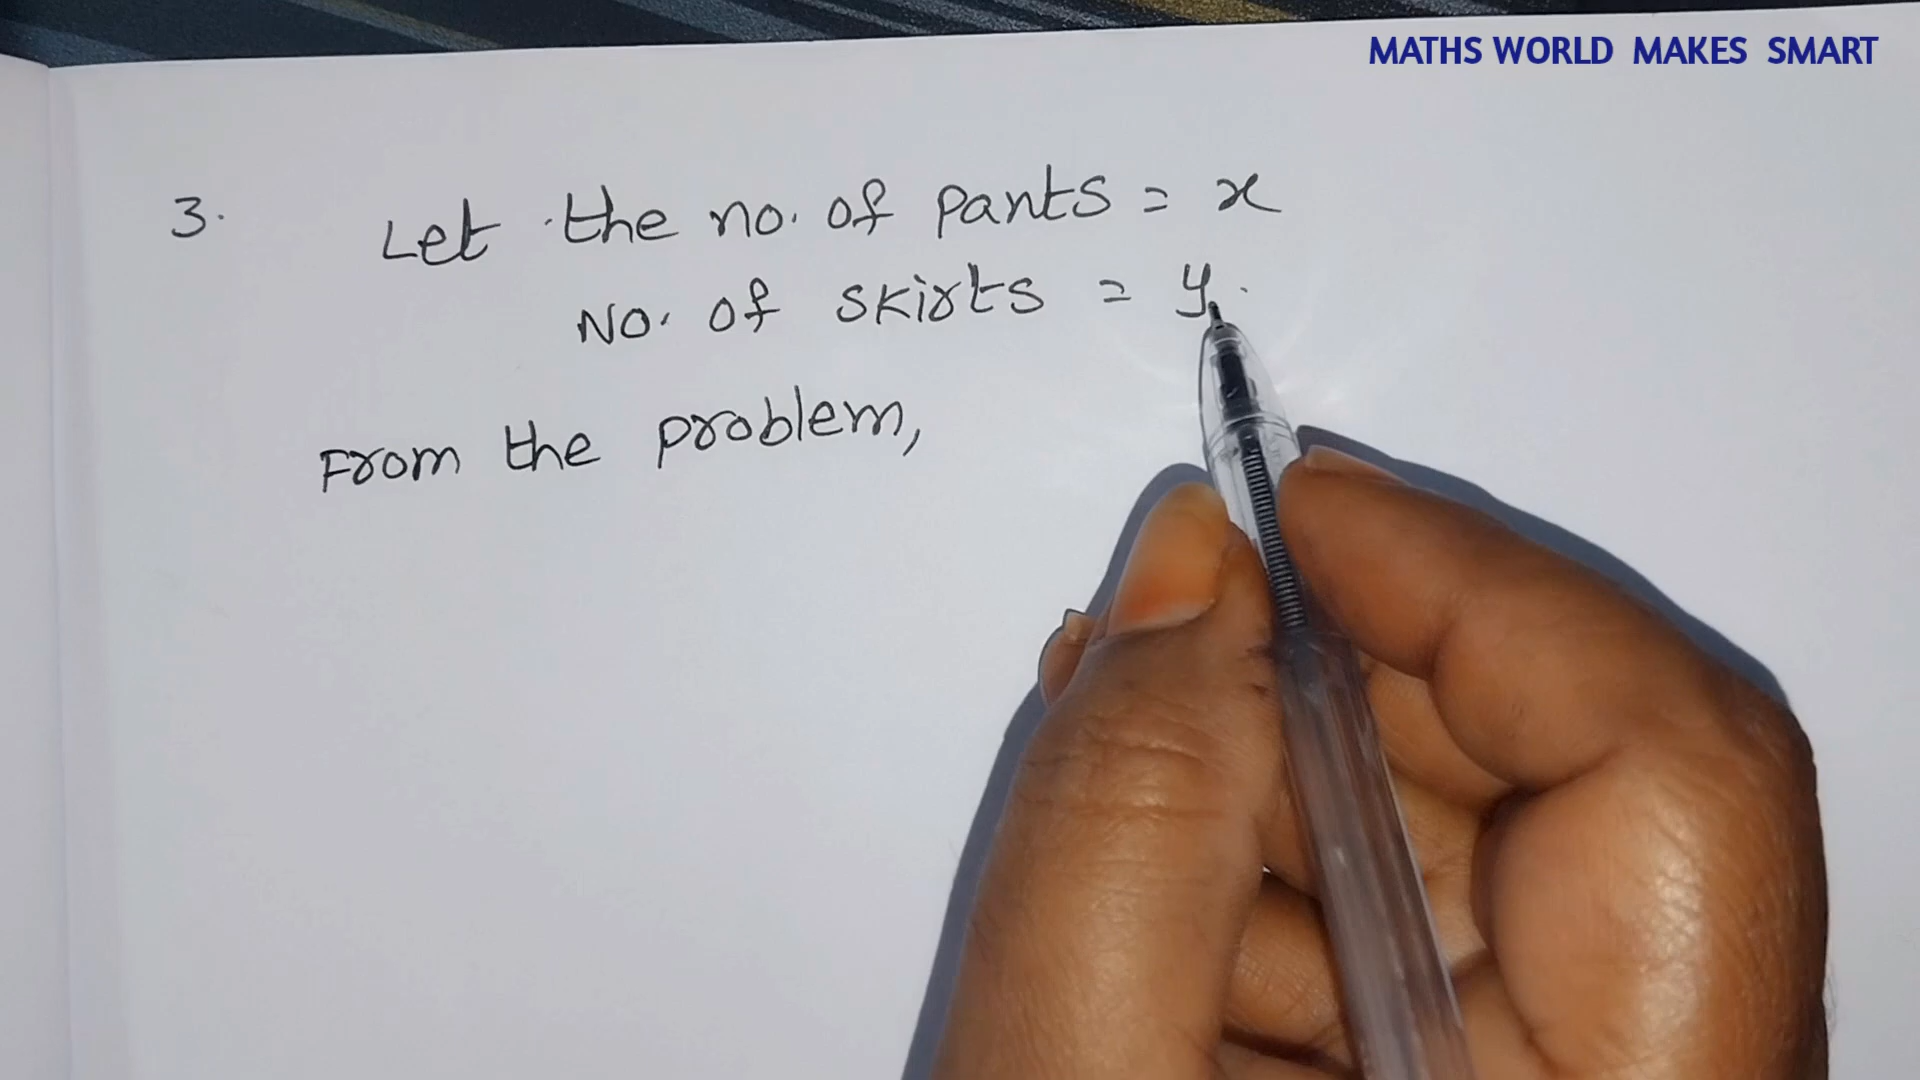 MATHS WORLD MAKES SMART
3. Let the no. of pants = x
No. of skirts = y.
From the problem,